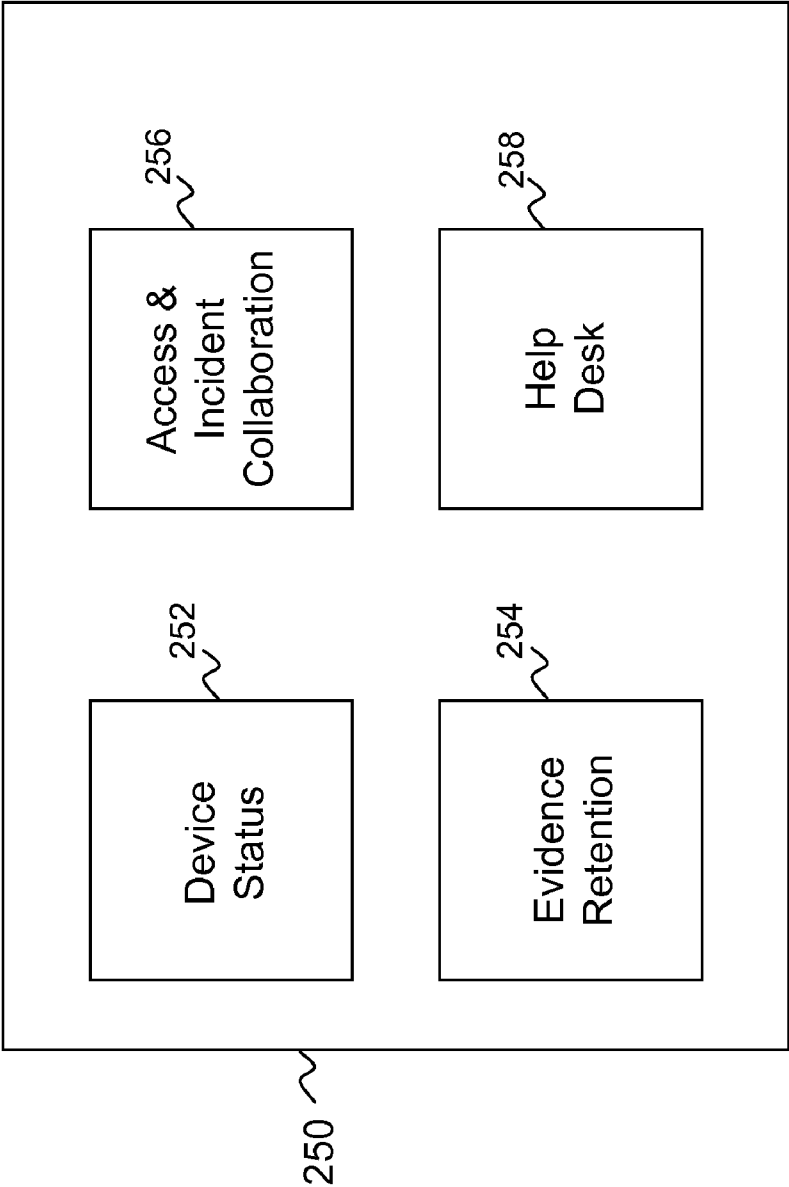 250
252
Device
Status
256
Access &
Incident
Collaboration
254
Evidence
Retention
258
Help
Desk